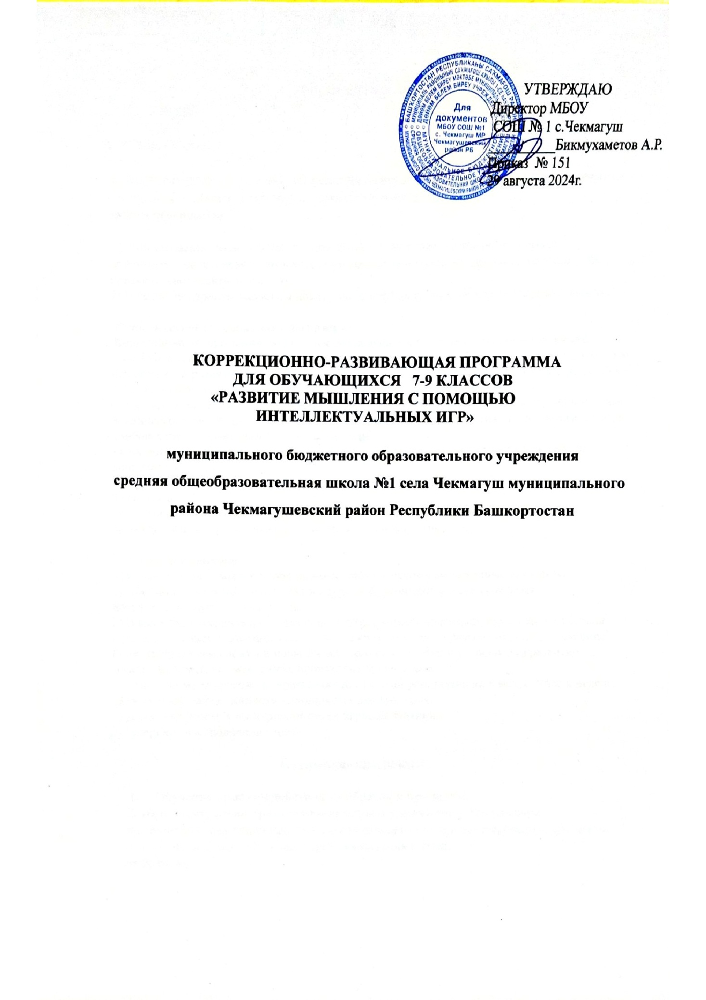 УТВЕРЖДАЮ
Директор МБОУ
СОШ № 1 с.Чекмагуш
Бикмухаметов А.Р.
Приказ № 151
29 августа 2024г.
Для
документов
МБОУ СОШ №1
с. Чекмагуш МР
Чекмагушевский
район РБ
КОРРЕКЦИОННО-РАЗВИВАЮЩАЯ ПРОГРАММА
ДЛЯ ОБУЧАЮЩИХСЯ 7-9 КЛАССОВ
«РАЗВИТИЕ МЫШЛЕНИЯ С ПОМОЩЬЮ
ИНТЕЛЛЕКТУАЛЬНЫХ ИГР»
муниципального бюджетного образовательного учреждения
средняя общеобразовательная школа №1 села Чекмагуш муниципального
района Чекмагушевский район Республики Башкортостан